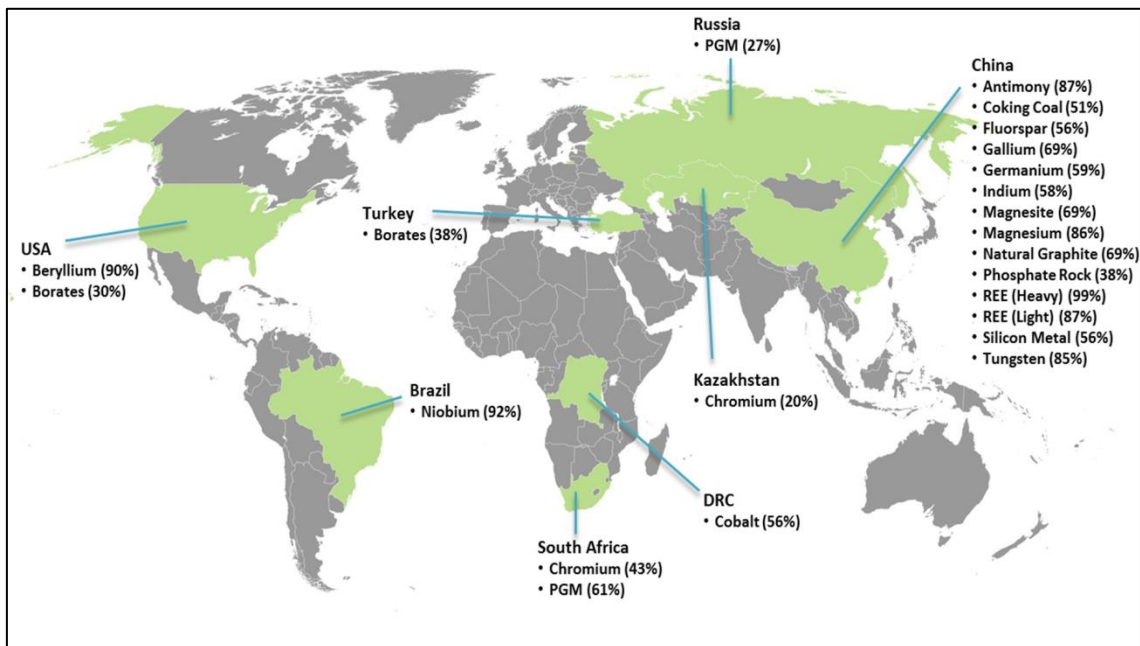 Russia
• PGM (27%)
China
• Antimony (87%)
• Coking Coal (51%)
• Fluorspar (56%)
• Gallium (69%)
• Germanium (59%)
• Indium (58%)
• Magnesite (69%)
• Magnesium (86%)
• Natural Graphite (69%)
• Phosphate Rock (38%)
• REE (Heavy) (99%)
• REE (Light) (87%)
• Silicon Metal (56%)
• Tungsten (85%)
Turkey
• Borates (38%)
USA
• Beryllium (90%)
• Borates (30%)
Brazil
• Niobium (92%)
Kazakhstan
• Chromium (20%)
DRC
• Cobalt (56%)
South Africa
• Chromium (43%)
• PGM (61%)